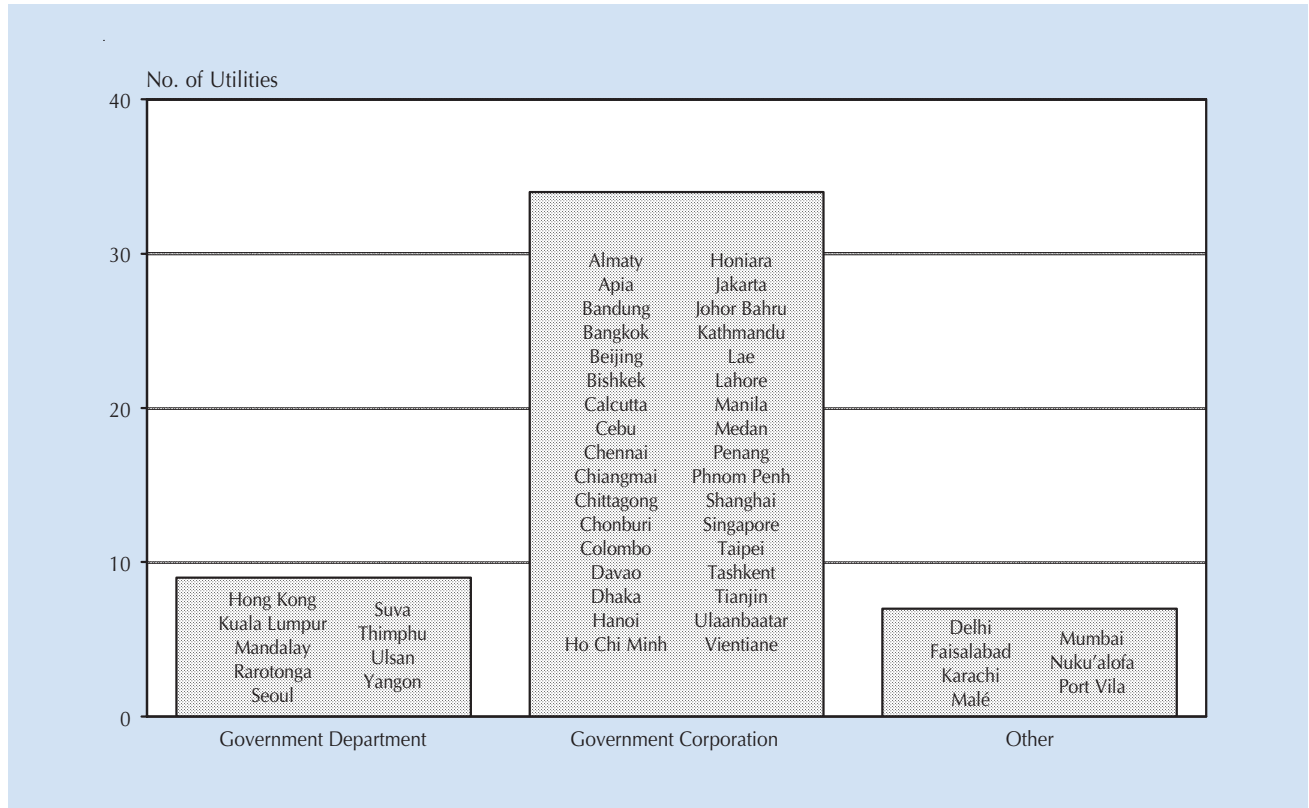 No. of Utilities
40
30
20
10
0
Hong Kong
Kuala Lumpur
Mandalay
Rarotonga
Seoul
Suva
Thimphu
Ulsan
Yangon
Almaty
Apia
Bandung
Bangkok
Beijing
Bishkek
Calcutta
Cebu
Chennai
Chiangmai
Chittagong
Chonburi
Colombo
Davao
Dhaka
Hanoi
Ho Chi Minh
Honiara
Jakarta
Johor Bahru
Kathmandu
Lae
Lahore
Manila
Medan
Penang
Phnom Penh
Shanghai
Singapore
Taipei
Tashkent
Tianjin
Ulaanbaatar
Vientiane
Delhi
Faisalabad
Karachi
Malé
Mumbai
Nuku'alofa
Port Vila
Government Department
Government Corporation
Other